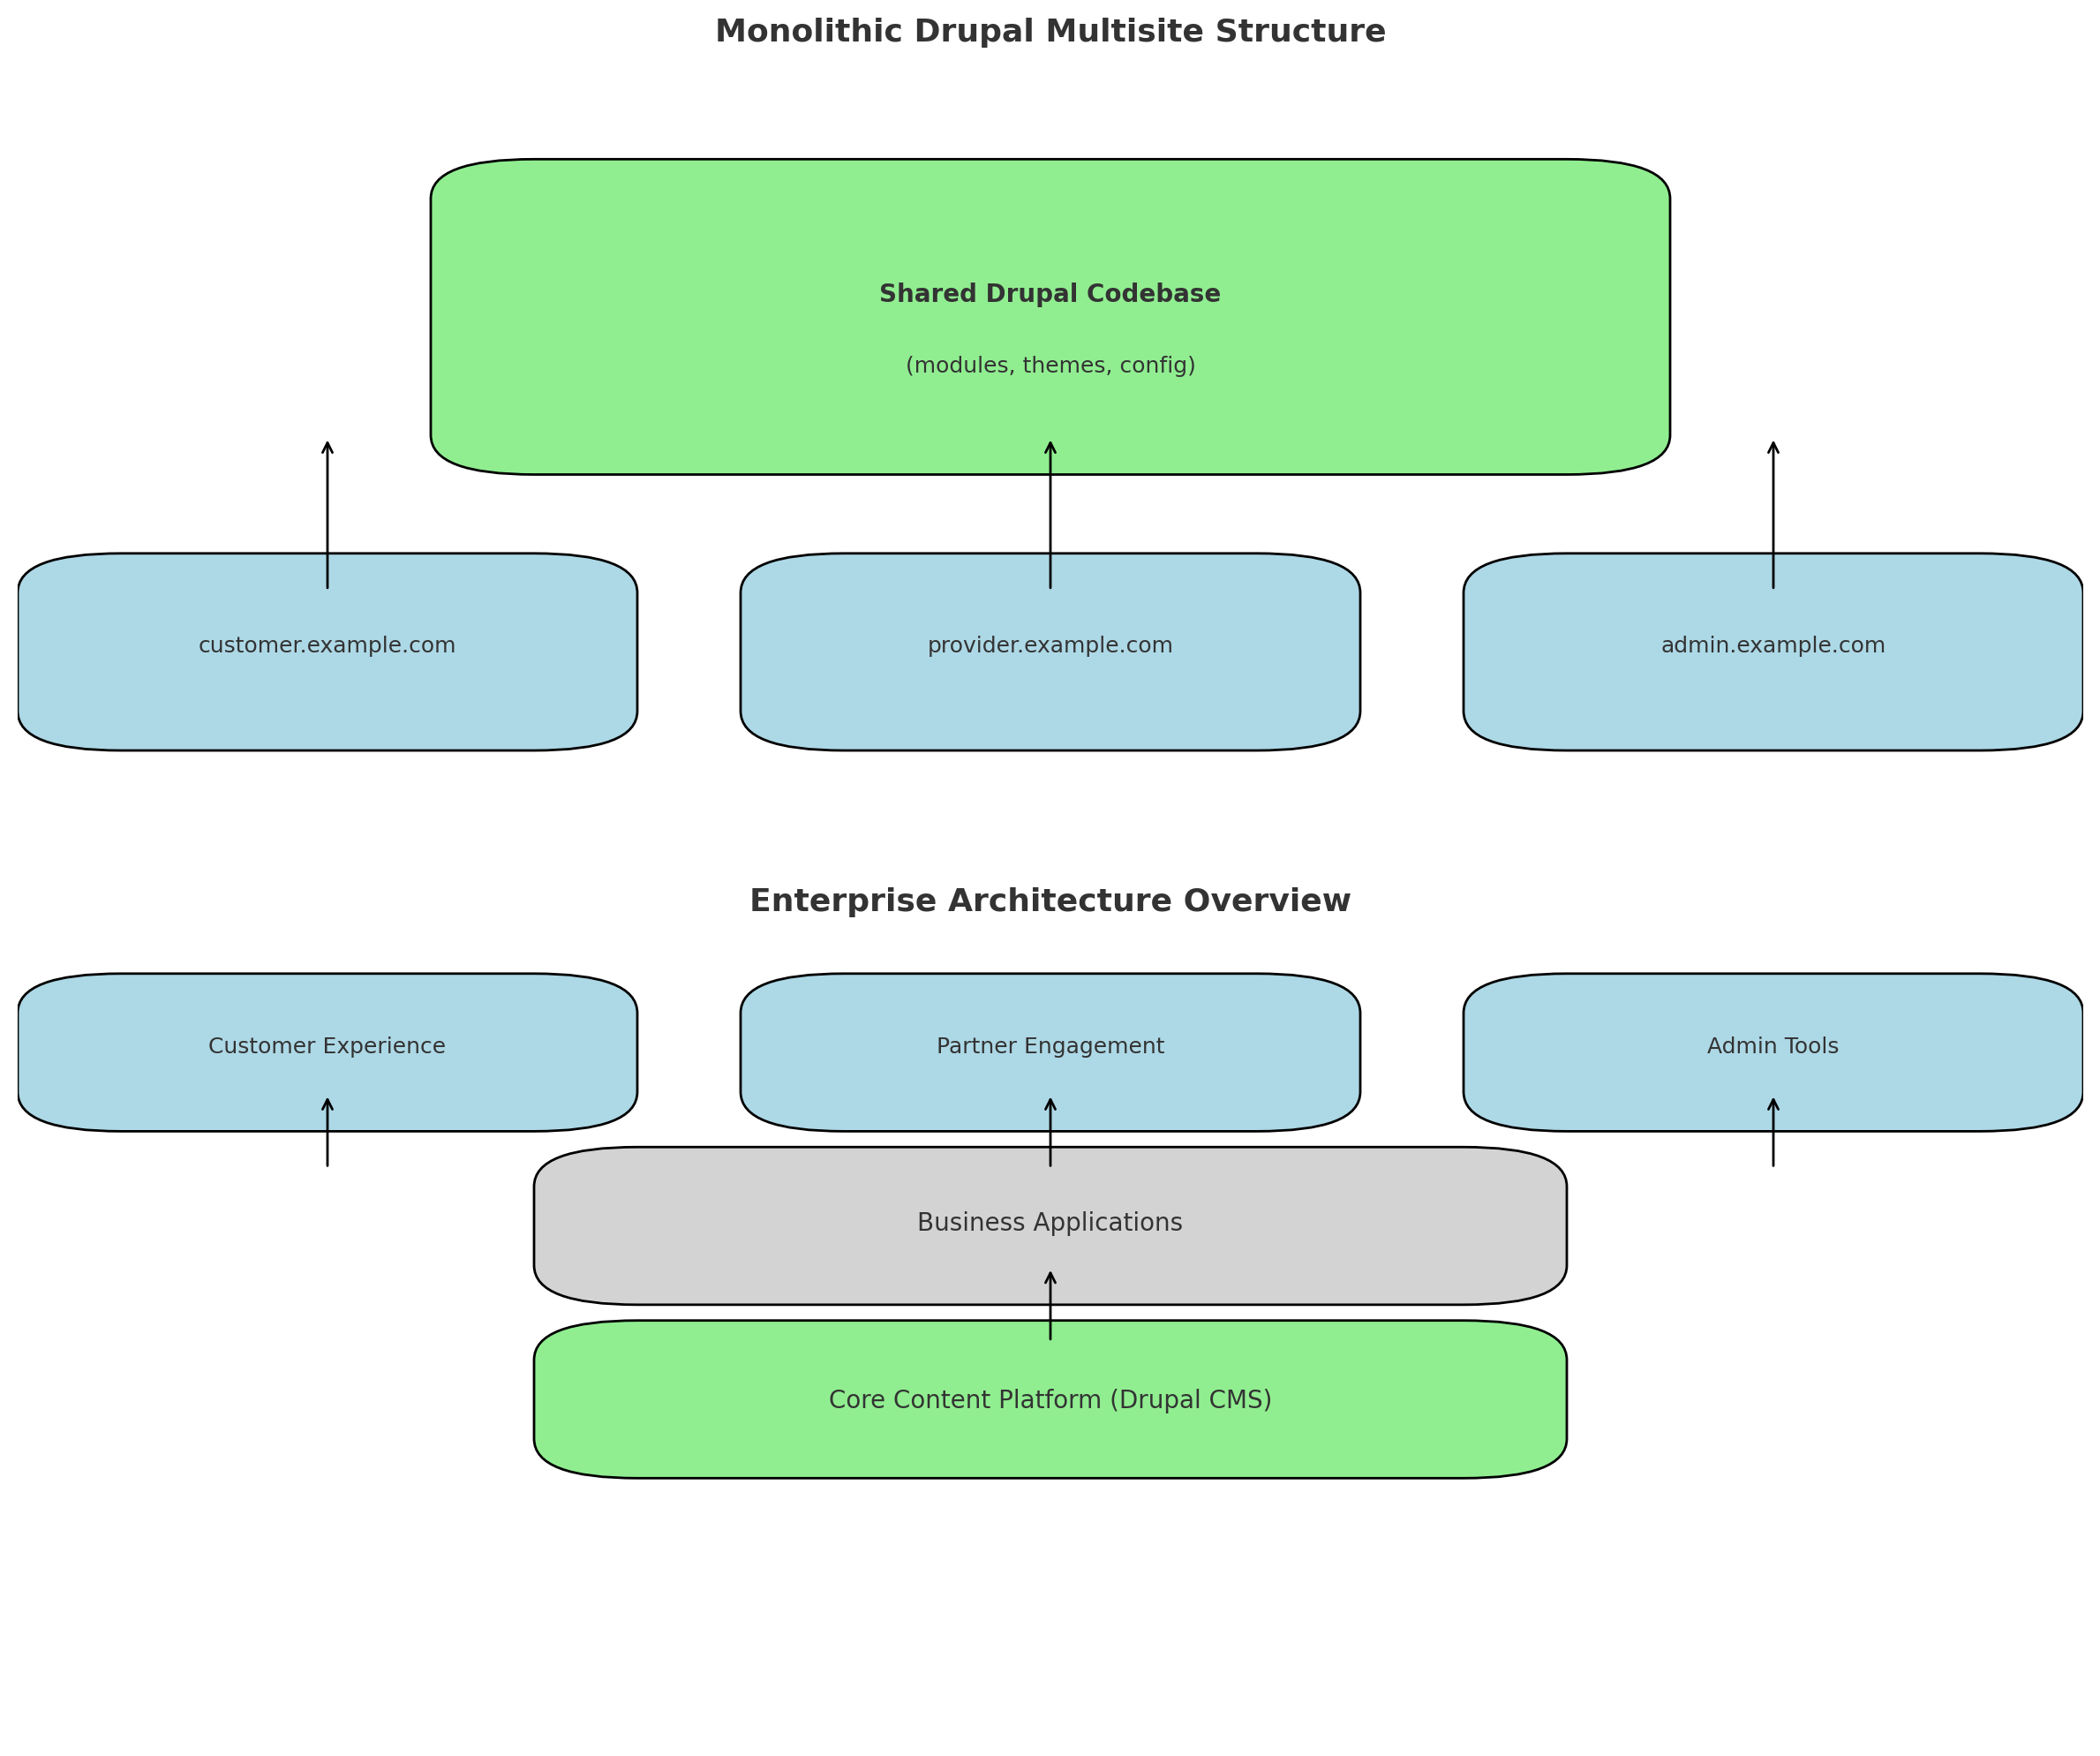 Monolithic Drupal Multisite Structure
Shared Drupal Codebase
(modules, themes, config)
customer.example.com
provider.example.com
admin.example.com
Enterprise Architecture Overview
Customer Experience
Partner Engagement
Admin Tools
Business Applications
Core Content Platform (Drupal CMS)